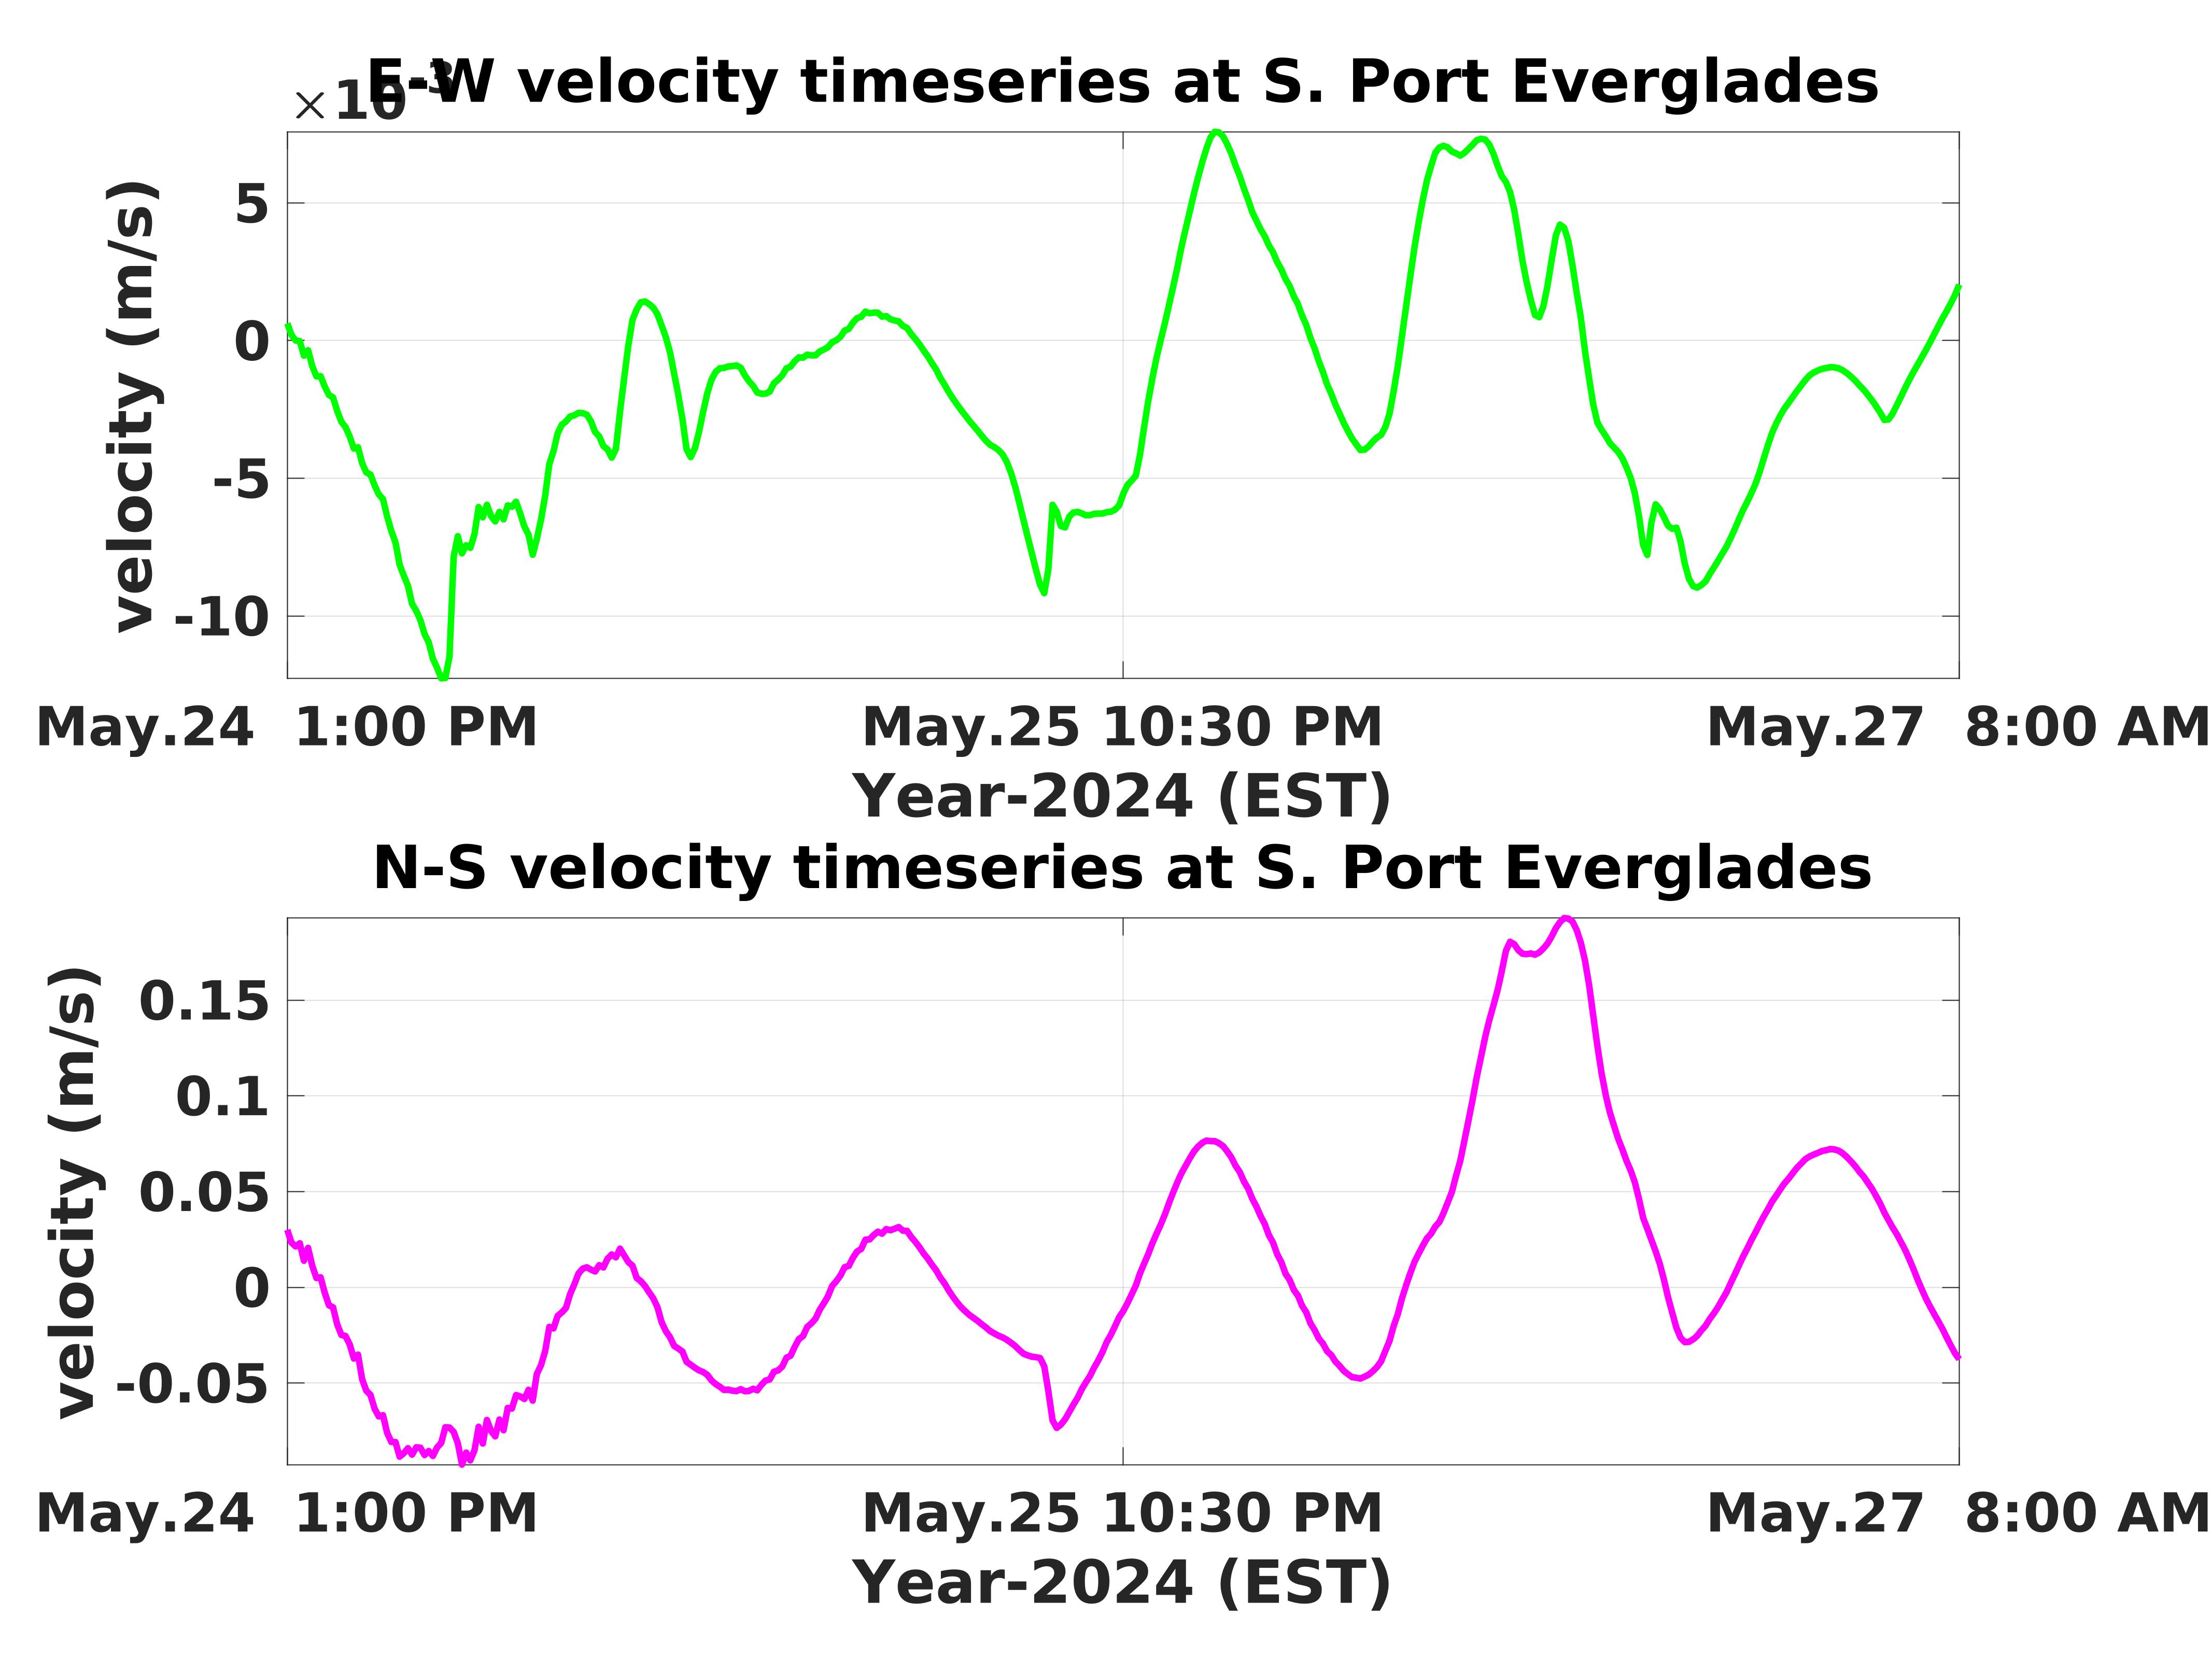 E-W velocity timeseries at S. Port Everglades
×10-3
velocity (m/s)
5
0
-5
-10
May.24 1:00 PM May.25 10:30 PM May.27 8:00 AM
Year-2024 (EST)
N-S velocity timeseries at S. Port Everglades
velocity (m/s)
0.15
0.1
0.05
0
-0.05
May.24 1:00 PM May.25 10:30 PM May.27 8:00 AM
Year-2024 (EST)